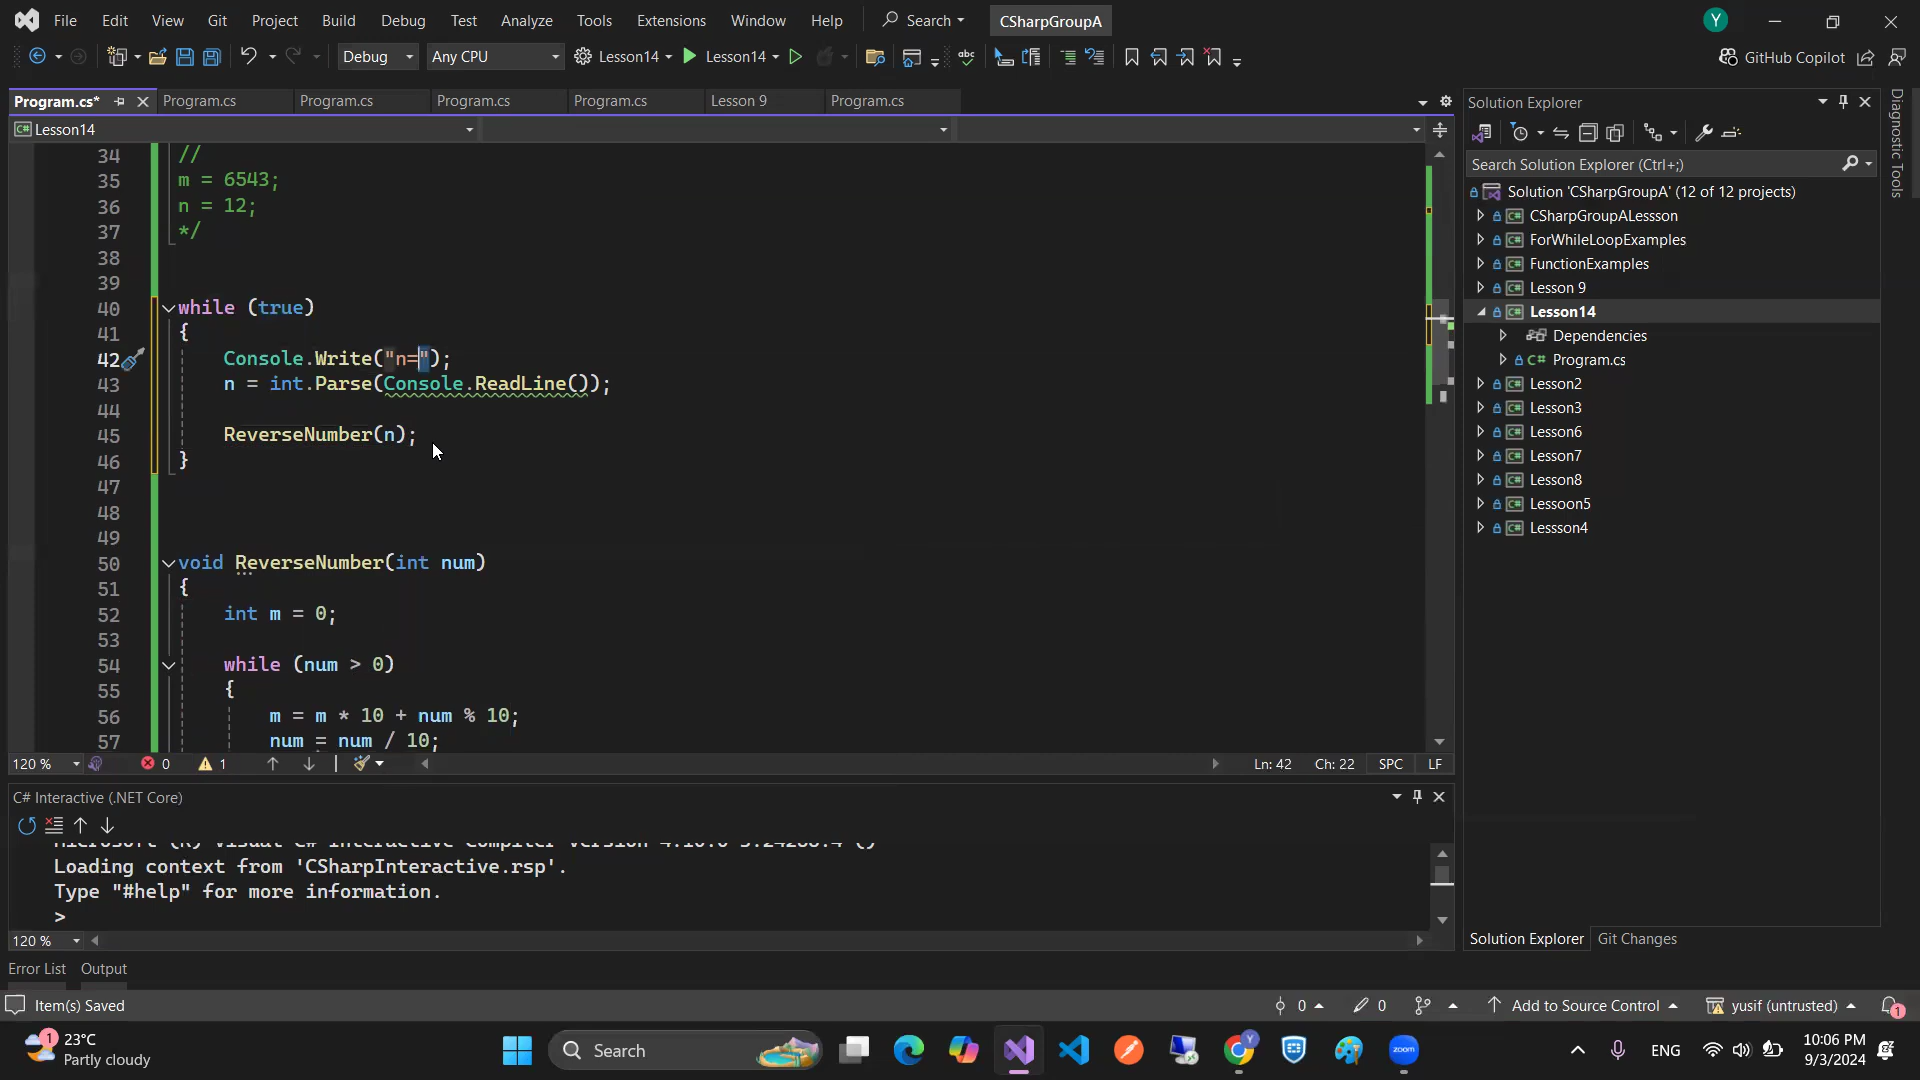 File Edit View Git Project Build Debug Test Analyze Tools Extensions Window Help Search CSharpGroupA Y
Debug Any CPU Lesson14 Lesson14 GitHub Copilot
Program.cs* Program.cs Program.cs Program.cs Program.cs Lesson 9 Program.cs
Lesson14
34 //
35 m = 6543;
36 n = 12;
37 */
38
39
40 while (true)
41 {
42 Console.Write("n=");
43 n = int.Parse(Console.ReadLine());
44
45 ReverseNumber(n);
46 }
47
48
49
50 void ReverseNumber(int num)
51 {
52 int m = 0;
53
54 while (num > 0)
55 {
56 m = m * 10 + num % 10;
57 num = num / 10;
120 % 0 1 Ln: 42 Ch: 22 SPC LF
C# Interactive (.NET Core)
Loading context from 'CSharpInteractive.rsp'.
Type "#help" for more information.
>
120 %
Error List Output
Solution Explorer
Search Solution Explorer (Ctrl+;)
Solution 'CSharpGroupA' (12 of 12 projects)
CSharpGroupALessson
ForWhileLoopExamples
FunctionExamples
Lesson 9
Lesson14
Dependencies
C# Program.cs
Lesson2
Lesson3
Lesson6
Lesson7
Lesson8
Lessoon5
Lessson4
Solution Explorer Git Changes
Diagnostic Tools
Item(s) Saved 0 0 Add to Source Control yusif (untrusted) 1
1 23°C
Partly cloudy
Search
zoom
ENG
10:06 PM
9/3/2024